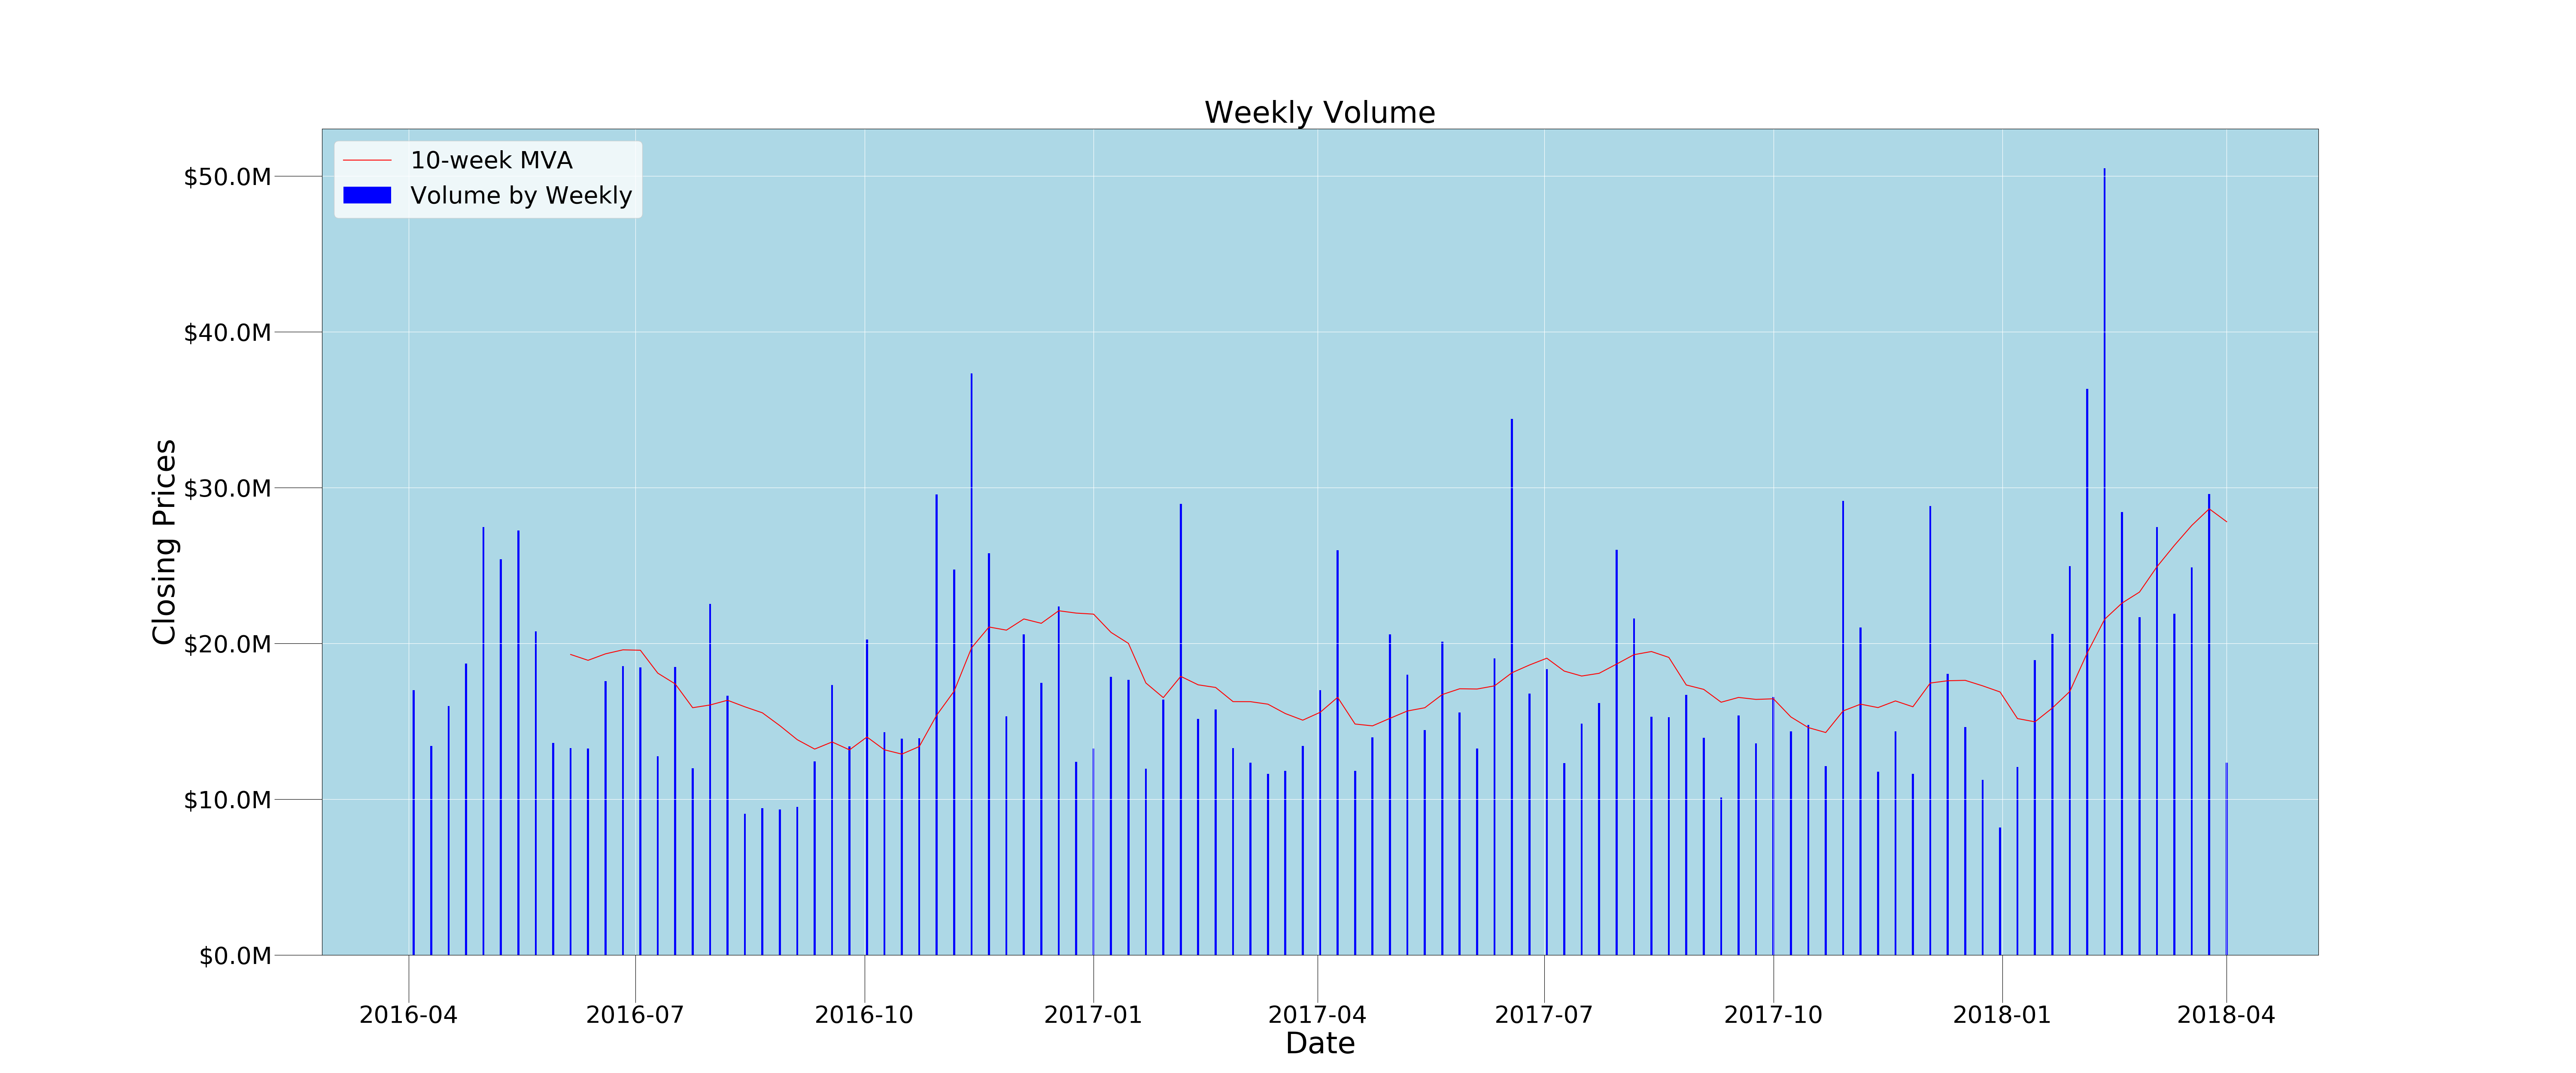 Weekly Volume
10-week MVA
Volume by Weekly
$50.0M
$40.0M
$30.0M
$20.0M
$10.0M
$0.0M
Closing Prices
2016-04 2016-07 2016-10 2017-01 2017-04 2017-07 2017-10 2018-01 2018-04
Date